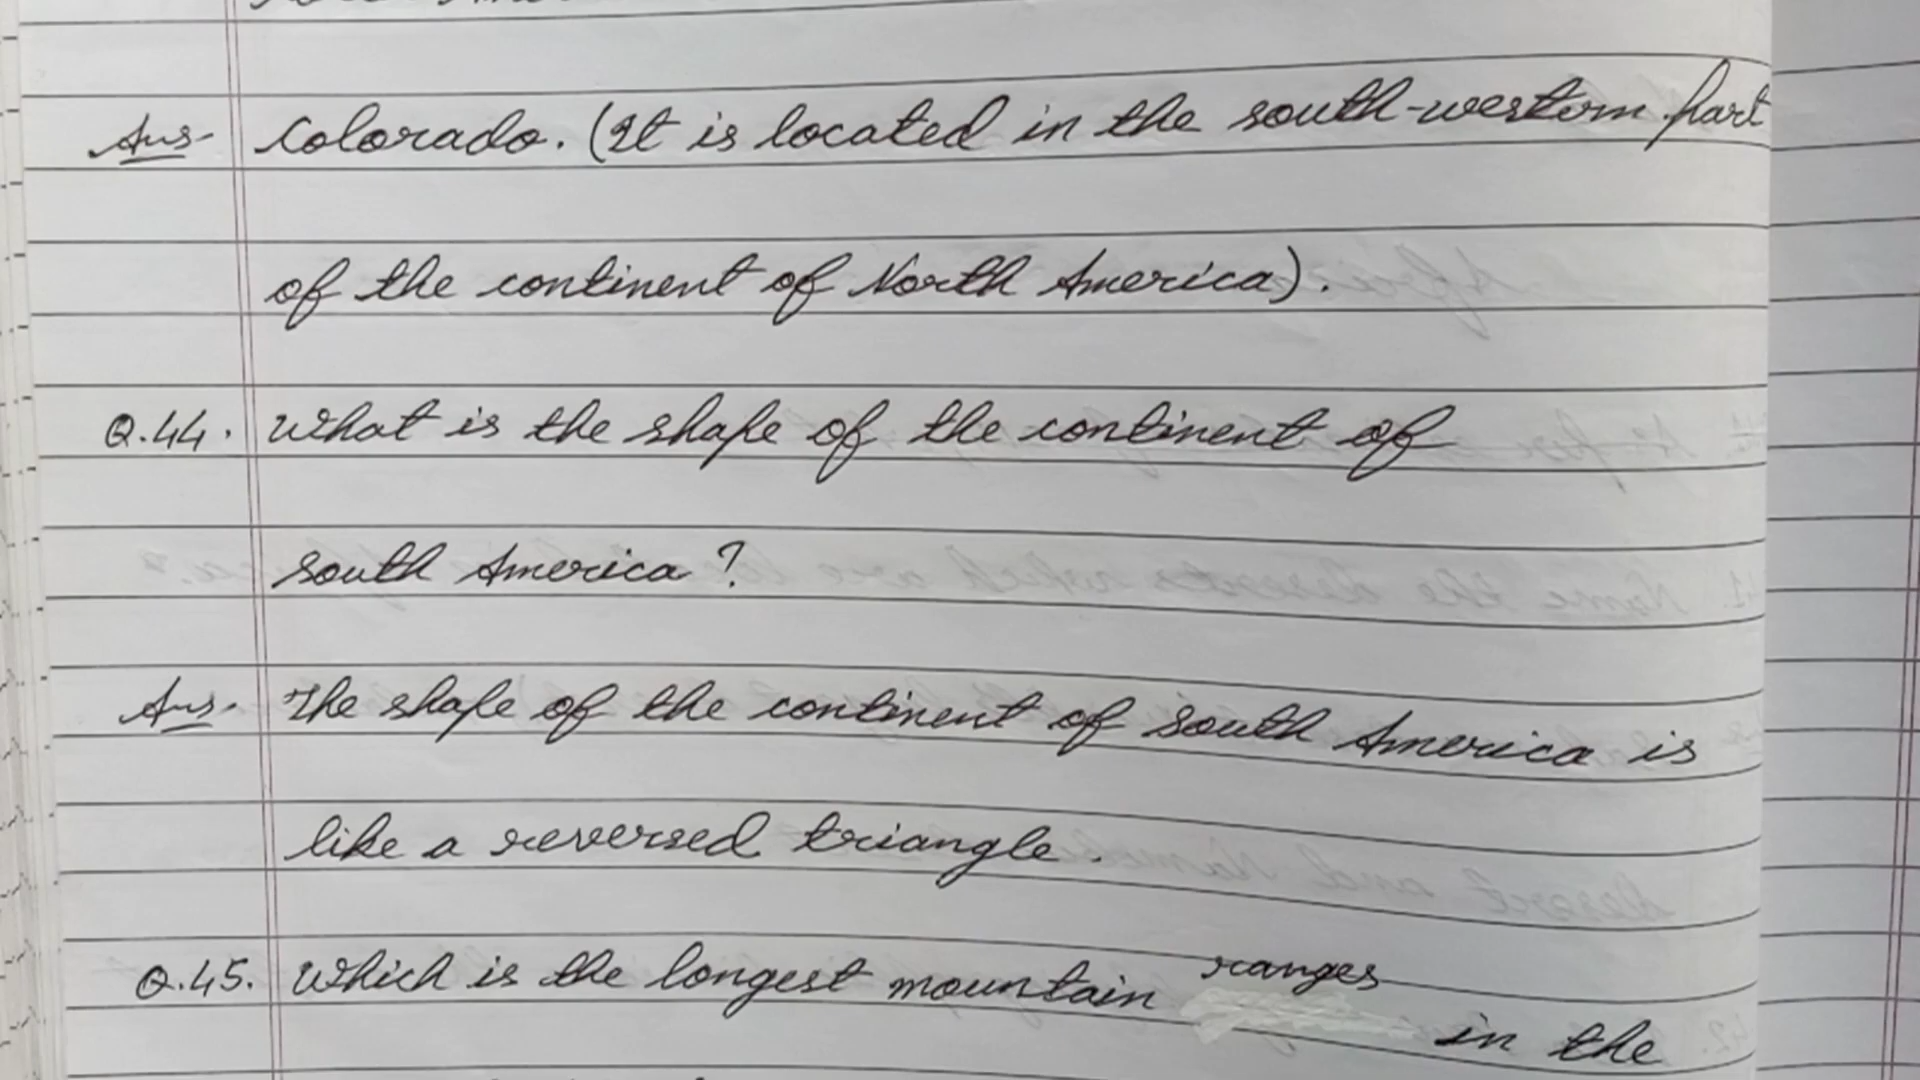 Ans- Colorado. (It is located in the south-western part
of the continent of North America).
Q.44. What is the shape of the continent of
South America?
Ans. The shape of the continent of South America is
like a reversed triangle.
Q.45. Which is the longest mountain ranges
in the